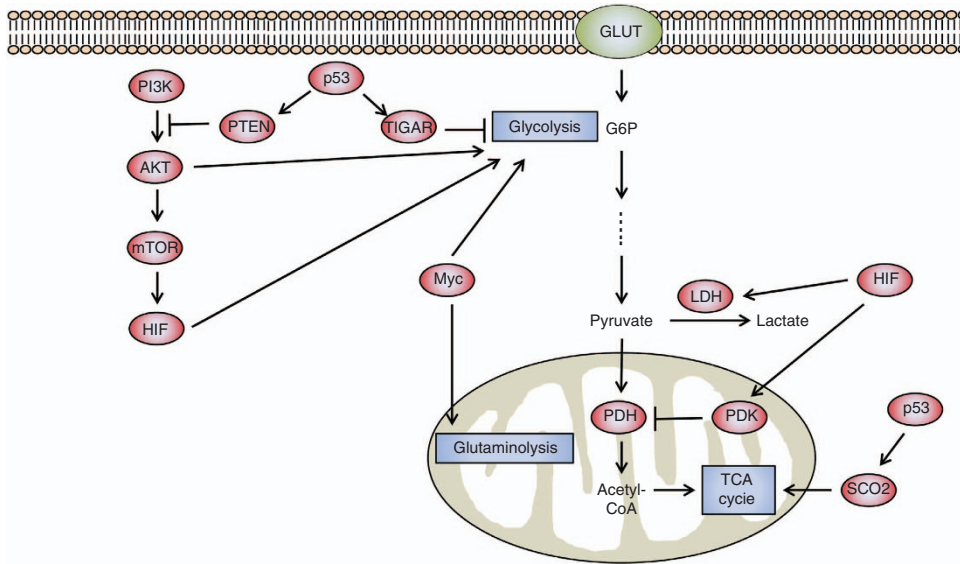 GLUT
PI3K
p53
PTEN
TIGAR
Glycolysis
G6P
AKT
mTOR
Myc
LDH
HIF
HIF
Pyruvate
Lactate
PDH
PDK
p53
Glutaminolysis
Acetyl-
CoA
TCA
cycie
SCO2